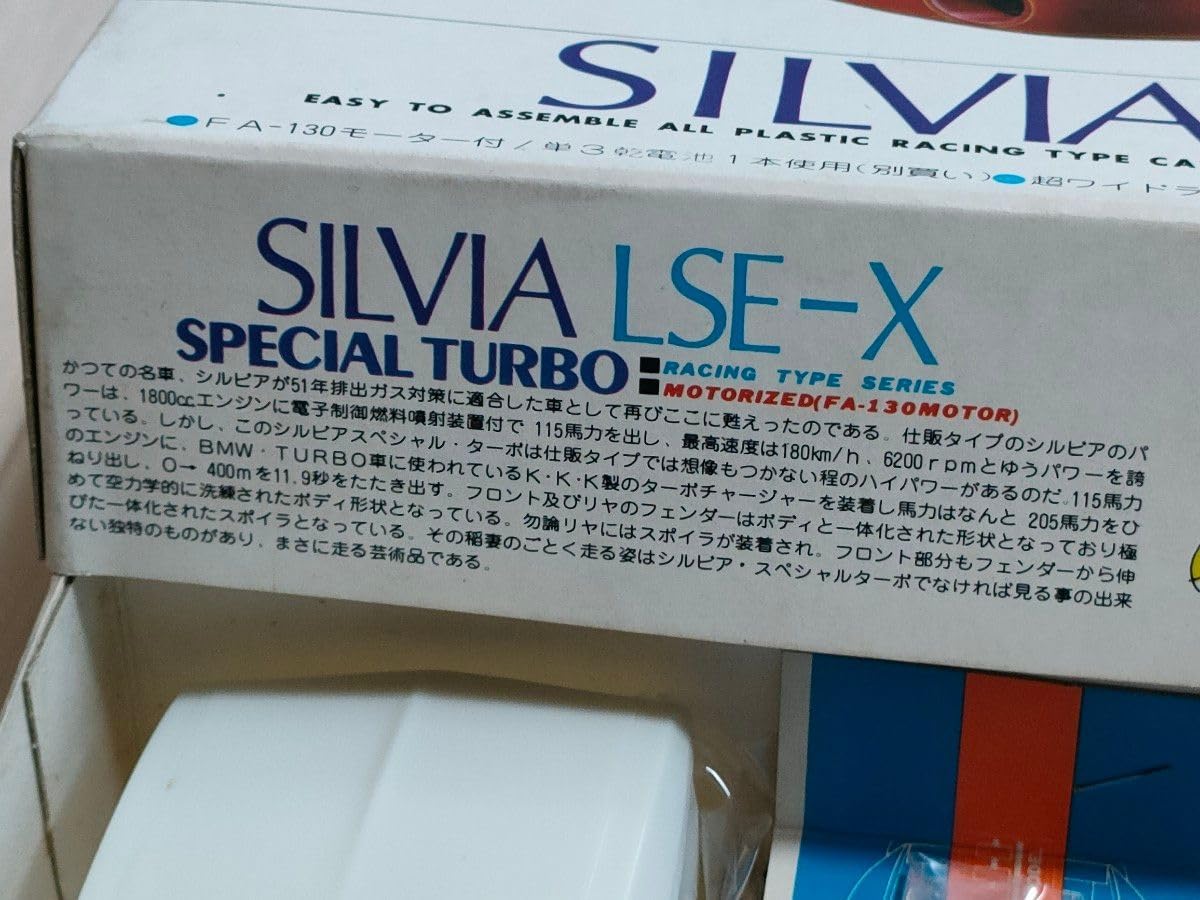 SILVIA
EASY TO ASSEMBLE ALL PLASTIC RACING TYPE CA
●FA-130モーター付/単3乾電池1本使用(別買い)●超ワイドラ
SILVIA LSE-X
SPECIAL TURBO
■RACING TYPE SERIES
■MOTORIZED(FA-130MOTOR)
かつての名車、シルビアが51年排出ガス対策に適合した車として再びここに甦えったのである。仕販タイプのシルビアのパ
ワーは、1800ccエンジンに電子制御燃料噴射装置付で 115馬力を出し、最高速度は180km/h、6200rpmとゆうパワーを誇
っている。しかし、このシルビアスペシャル・ターボは仕販タイプでは想像もつかない程のハイパワーがあるのだ。115馬力
のエンジンに、BMW・TURBO車に使われているK・K・K製のターボチャージャーを装着し馬力はなんと 205馬力をひ
ねり出し、0→400mを11.9秒をたたき出す。フロント及びリヤのフェンダーはボディと一体化された形状となっており極
めて空力学的に洗練されたボディ形状となっている。勿論リヤにはスポイラが装着され。フロント部分もフェンダーから伸
びた一体化されたスポイラとなっている。その稲妻のごとく走る姿はシルビア・スペシャルターボでなければ見る事の出来
ない独特のものがあり、まさに走る芸術品である。